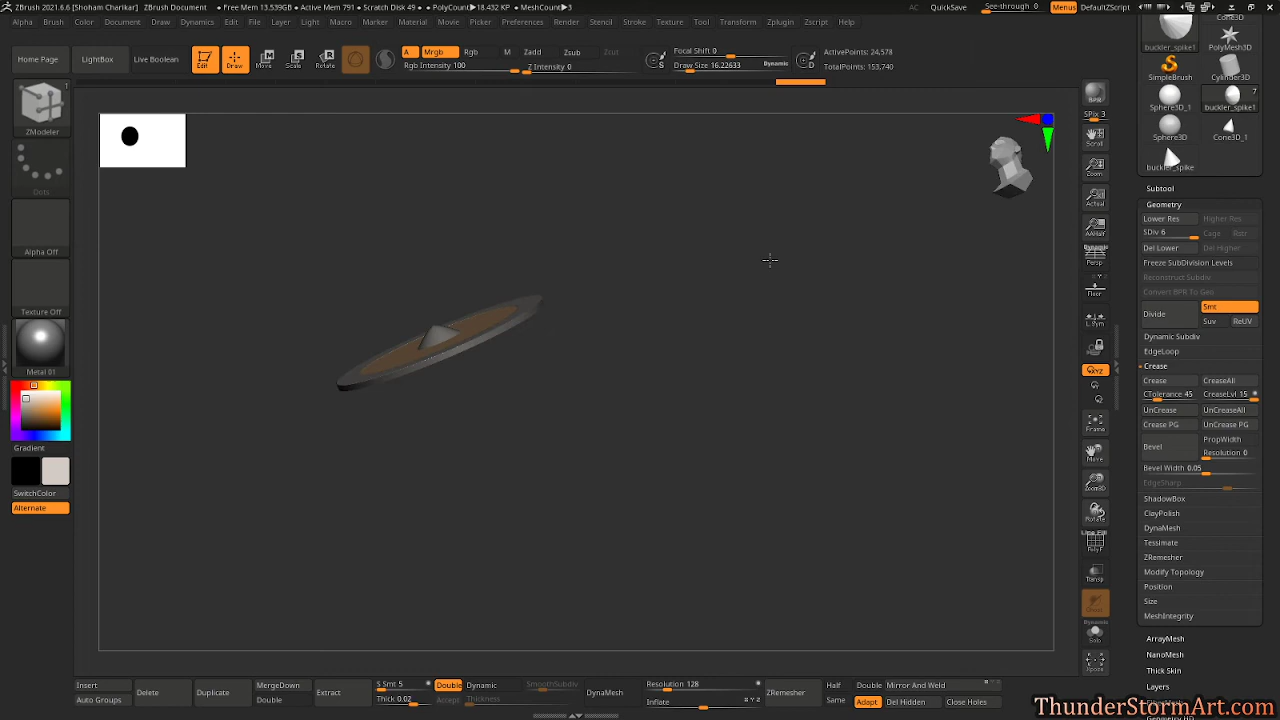 ZBrush 2021.6.6 [Shoham Charikar] ZBrush Document • Free Mem 13.539GB • Active Mem 791 • Scratch Disk 49 • PolyCount▶18.432 KP • MeshCount▶3 AC QuickSave See-through 0 Menus DefaultZScript
Alpha Brush Color Document Draw Dynamics Edit File Layer Light Macro Marker Material Movie Picker Preferences Render Stencil Stroke Texture Tool Transform Zplugin Zscript Help
Home Page LightBox Live Boolean Edit Draw Move Scale Rotate A Mrgb Rgb M Zadd Zsub Zcut
Rgb Intensity 100 Z Intensity 0
Focal Shift 0
Draw Size 16.22633 Dynamic
ActivePoints: 24,578
TotalPoints: 153,740
1
ZModeler
Dots
Alpha Off
Texture Off
Metal 01
Gradient
SwitchColor
Alternate
BPR
SPix 3
Scroll
Zoom
Actual
AAHalf
Dynamic
Persp
Floor
L.Sym
Frame
Move
Zoom3D
Rotate
Line Fill
PolyF
Transp
Ghost
Dynamic
Solo
Xpose
Cone3D
buckler_spike1 PolyMesh3D
SimpleBrush Cylinder3D
7
Sphere3D_1 buckler_spike1
Sphere3D Cone3D_1
buckler_spike
Subtool
Geometry
Lower Res Higher Res
SDiv 6 Cage Rstr
Del Lower Del Higher
Freeze SubDivision Levels
Reconstruct Subdiv
Convert BPR To Geo
Divide Smt
Suv ReUV
Dynamic Subdiv
EdgeLoop
Crease
Crease CreaseAll
CTolerance 45 CreaseLvl 15
UnCrease UnCreaseAll
Crease PG UnCrease PG
Bevel PropWidth
Resolution 0
Bevel Width 0.05
EdgeSharp
ShadowBox
ClayPolish
DynaMesh
Tessimate
ZRemesher
Modify Topology
Position
Size
MeshIntegrity
ArrayMesh
NanoMesh
Thick Skin
Layers
Insert Delete Duplicate MergeDown Extract S Smt 5 Double Dynamic SmoothSubdiv DynaMesh Resolution 128 ZRemesher Half Double Mirror And Weld
Auto Groups Double Thick 0.02 Accept Thickness Inflate Same Adapt Del Hidden Close Holes
ThunderStormArt.com